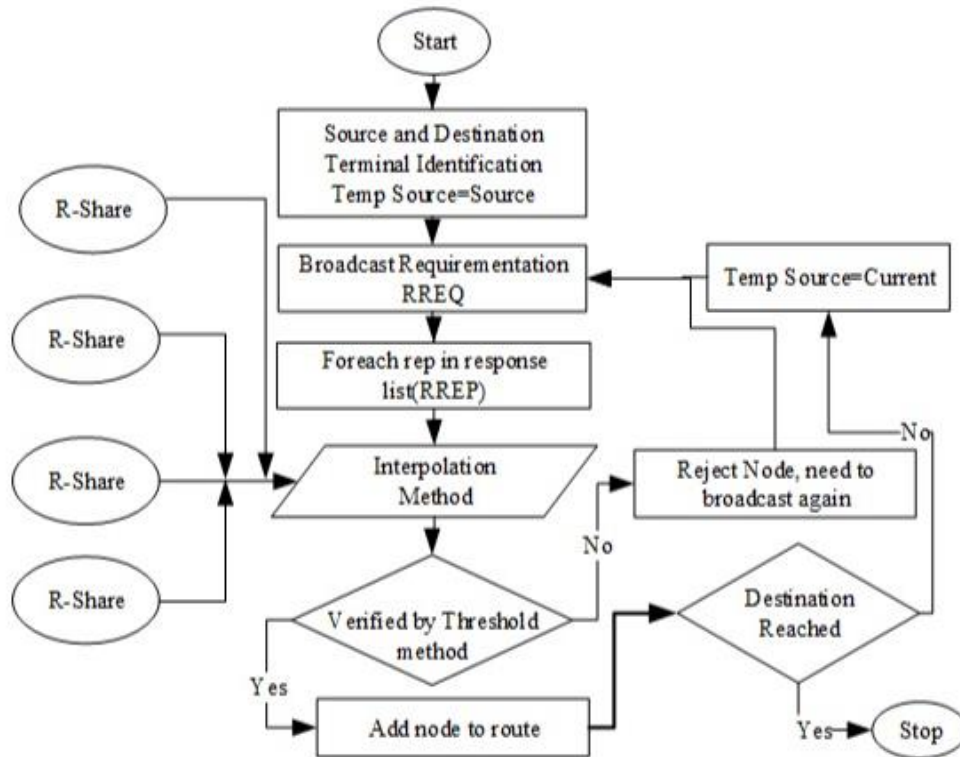 Start
Source and Destination
Terminal Identification
Temp Source=Source
R-Share
Broadcast Requirementation
RREQ
Temp Source=Current
R-Share
Foreach rep in response
list(RREP)
No
R-Share
Interpolation
Method
Reject Node, need to
broadcast again
No
R-Share
Verified by Threshold
method
Destination
Reached
Yes
Add node to route
Yes
Stop